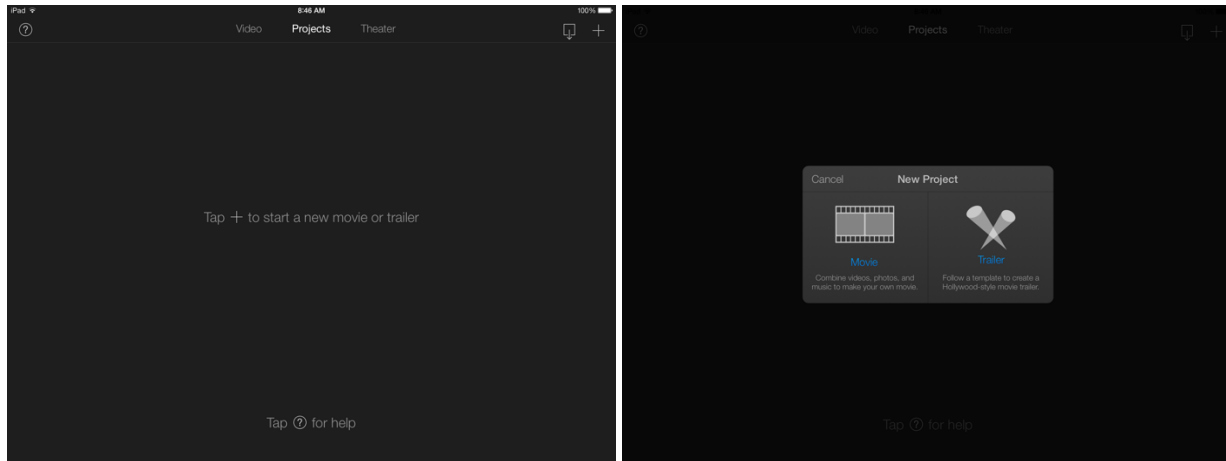 iPad 8:46 AM 100%
? Video Projects Theater +
Tap + to start a new movie or trailer
Tap ? for help
? Video Projects Theater +
Cancel New Project
Movie
Combine videos, photos, and
music to make your own movie.
Trailer
Follow a template to create a
Hollywood-style movie trailer.
Tap ? for help